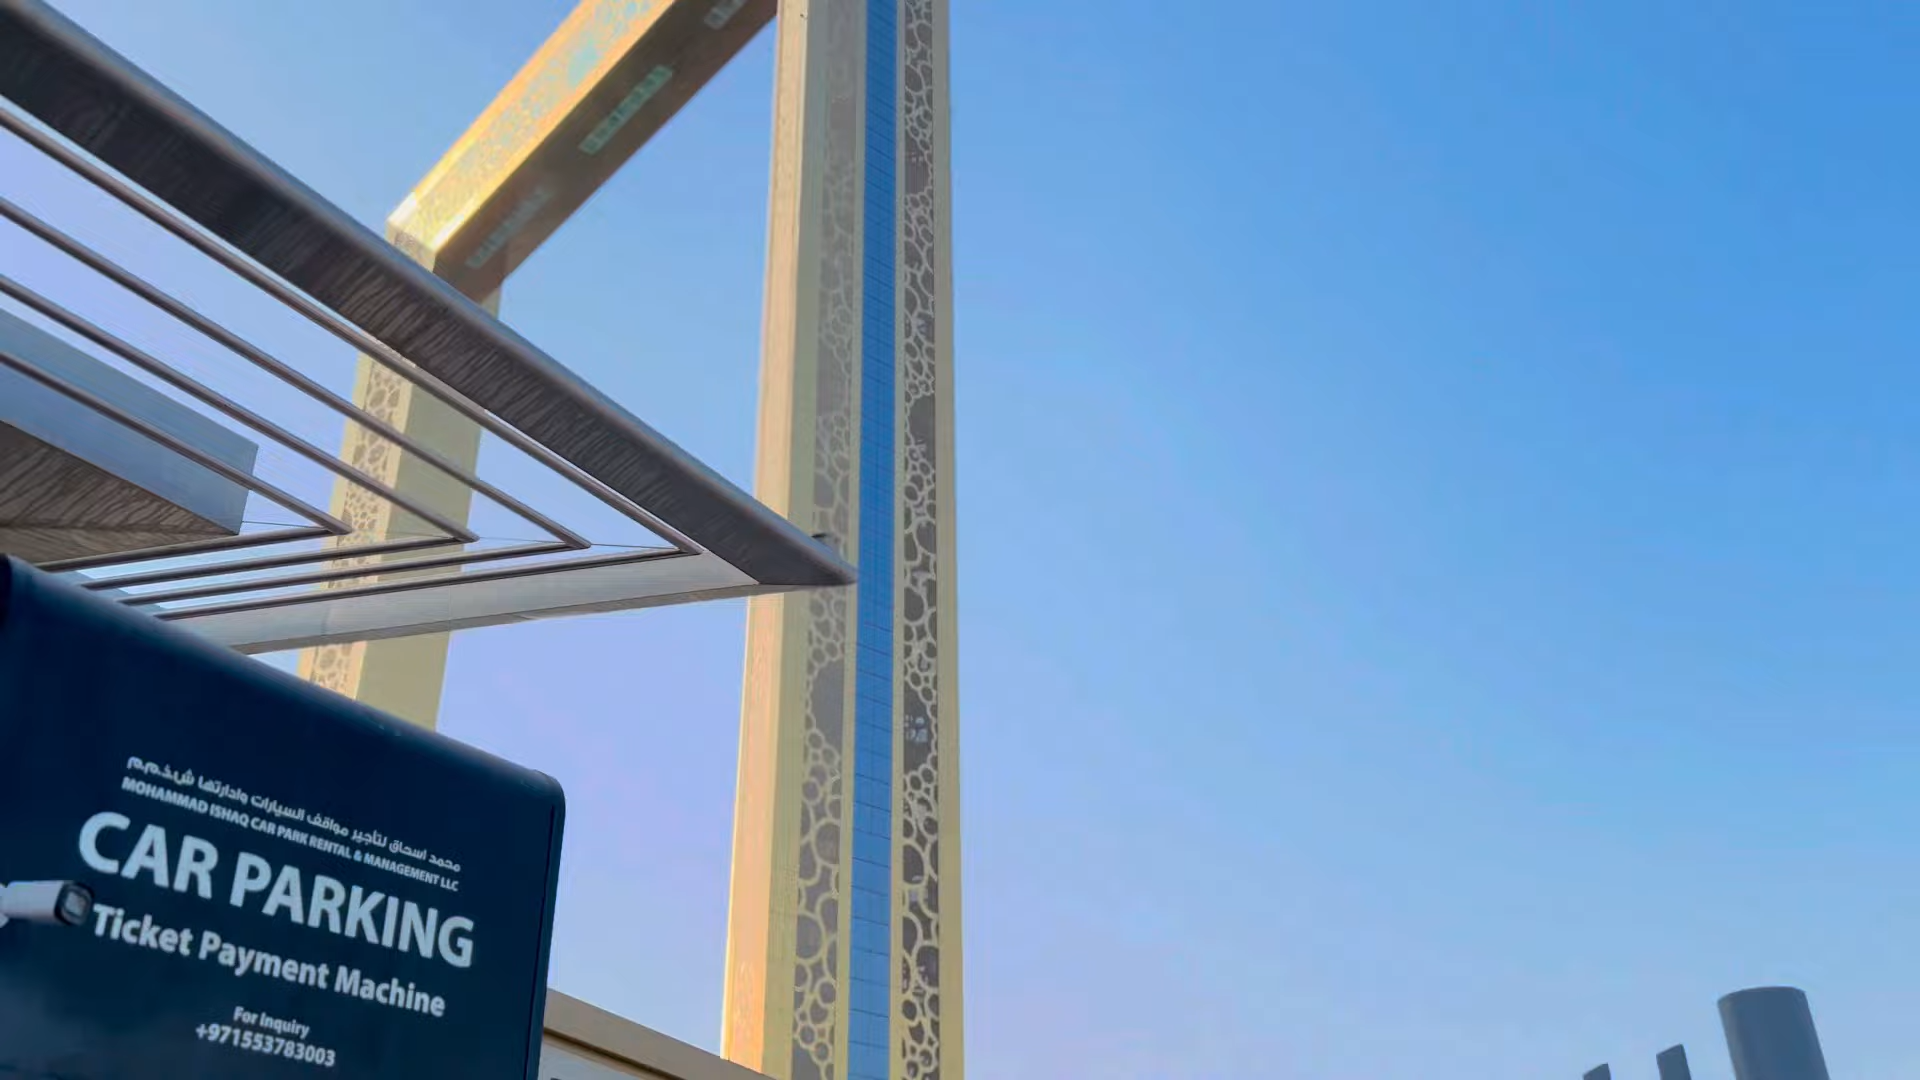 محمد اسحاق لتأجير مواقف السيارات وادارتها ش.ذ.م.م
MOHAMMAD ISHAQ CAR PARK RENTAL & MANAGEMENT LLC
CAR PARKING
Ticket Payment Machine
For Inquiry
+971553783003